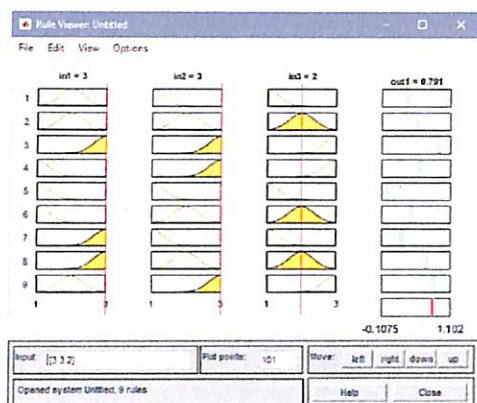 Rule Viewer: Untitled
File Edit View Options
in1 = 3 in2 = 3 in3 = 2 out1 = 0.791
1
2
3
4
5
6
7
8
9
1 3 1 3 1 3
-0.1075 1.102
Input: [3 3 2] Plot points: 101 Move: left right down up
Opened system Untitled, 9 rules Help Close